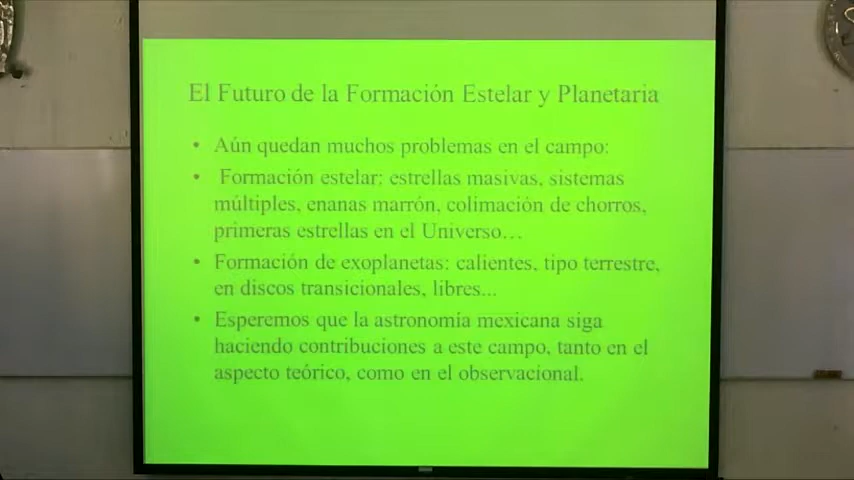 El Futuro de la Formación Estelar y Planetaria
• Aún quedan muchos problemas en el campo:
• Formación estelar: estrellas masivas, sistemas
múltiples, enanas marrón, colimación de chorros,
primeras estrellas en el Universo…
• Formación de exoplanetas: calientes, tipo terrestre,
en discos transicionales, libres...
• Esperemos que la astronomía mexicana siga
haciendo contribuciones a este campo, tanto en el
aspecto teórico, como en el observacional.